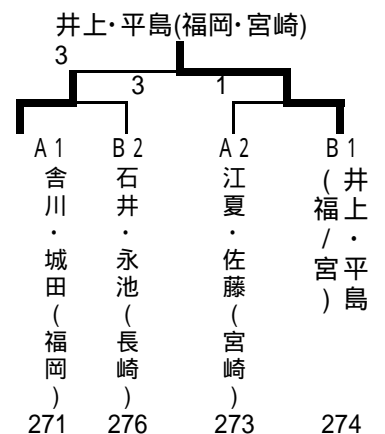 井上・平島(福岡・宮崎)
3
3
1
A1
B2
A2
B1
舎川・城田(福岡)
石井・永池(長崎)
江夏・佐藤(宮崎)
井上・平島
(福/宮)
271
276
273
274